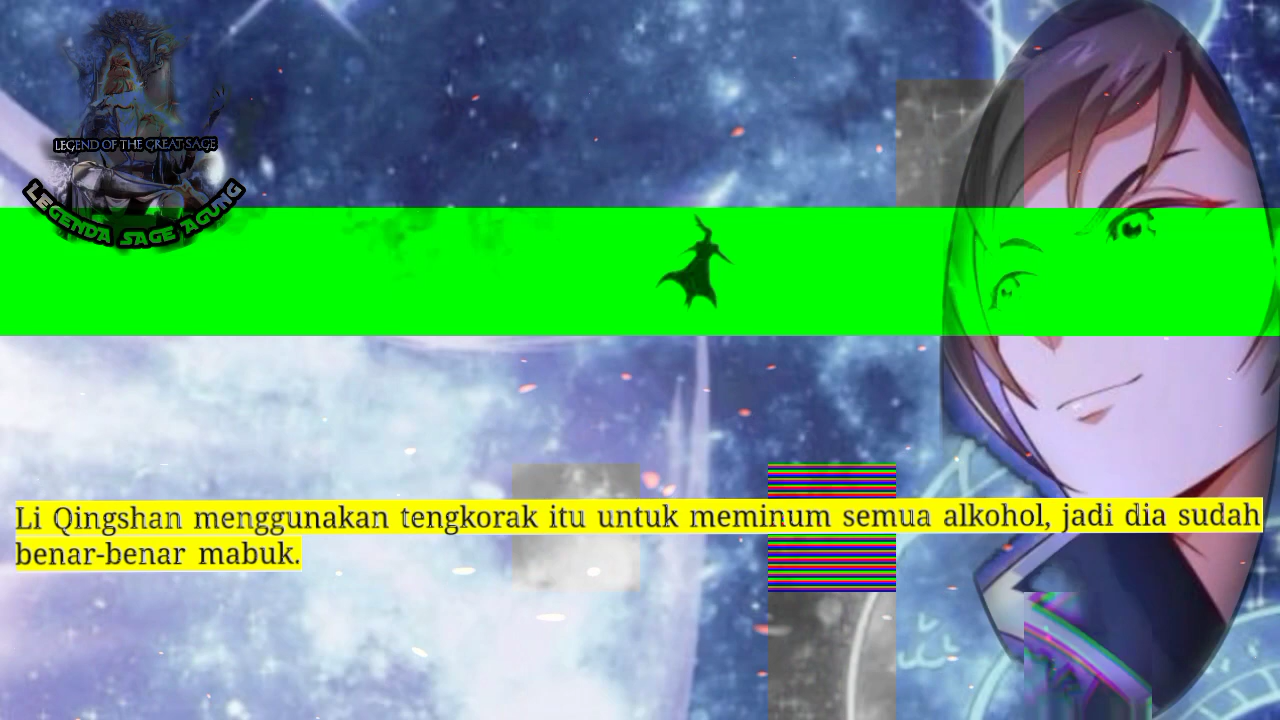 LEGEND OF THE GREAT SAGE
LEGENDA SAGE AGUNG
Li Qingshan menggunakan tengkorak itu untuk meminum semua alkohol, jadi dia sudah
benar-benar mabuk.